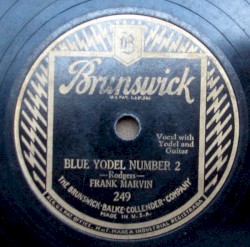 B
Brunswick
Vocal with
Yodel and
Guitar
BLUE YODEL NUMBER 2
—Rodgers—
FRANK MARVIN
249
THE BRUNSWICK-BALKE-COLLENDER-COMPANY
MADE IN U.S.A.